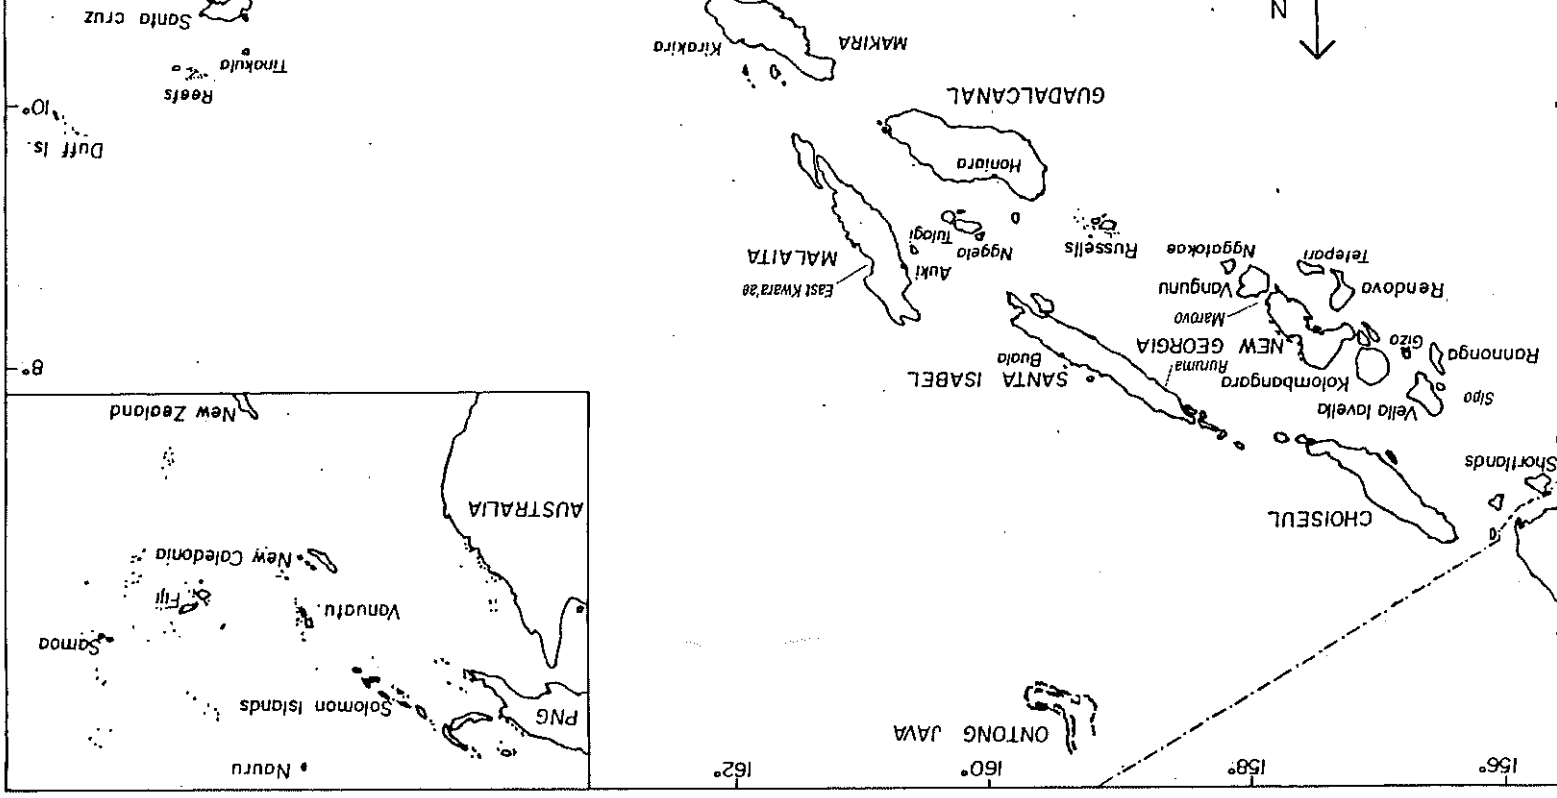 156°
158°
160°
162°
ONTONG JAVA
Nauru
PNG
Solomon Islands
Samoa
Vanuatu
Fiji
New Caledonia
AUSTRALIA
New Zealand
CHOISEUL
Shortlands
Sipo
Vella lavella
Kolombangara
Rannonga
Gizo
NEW GEORGIA
Ruruma
SANTA ISABEL
Buala
8°
Marovo
Rendova
Vangunu
Tetepari
Nggatokae
Russells
Nggela
Tulagi
Auki
East Kwara'ae
MALAITA
Honiara
GUADALCANAL
Duff Is.
10°
Reefs
Tinakula
Santa cruz
Kirakira
MAKIRA
N